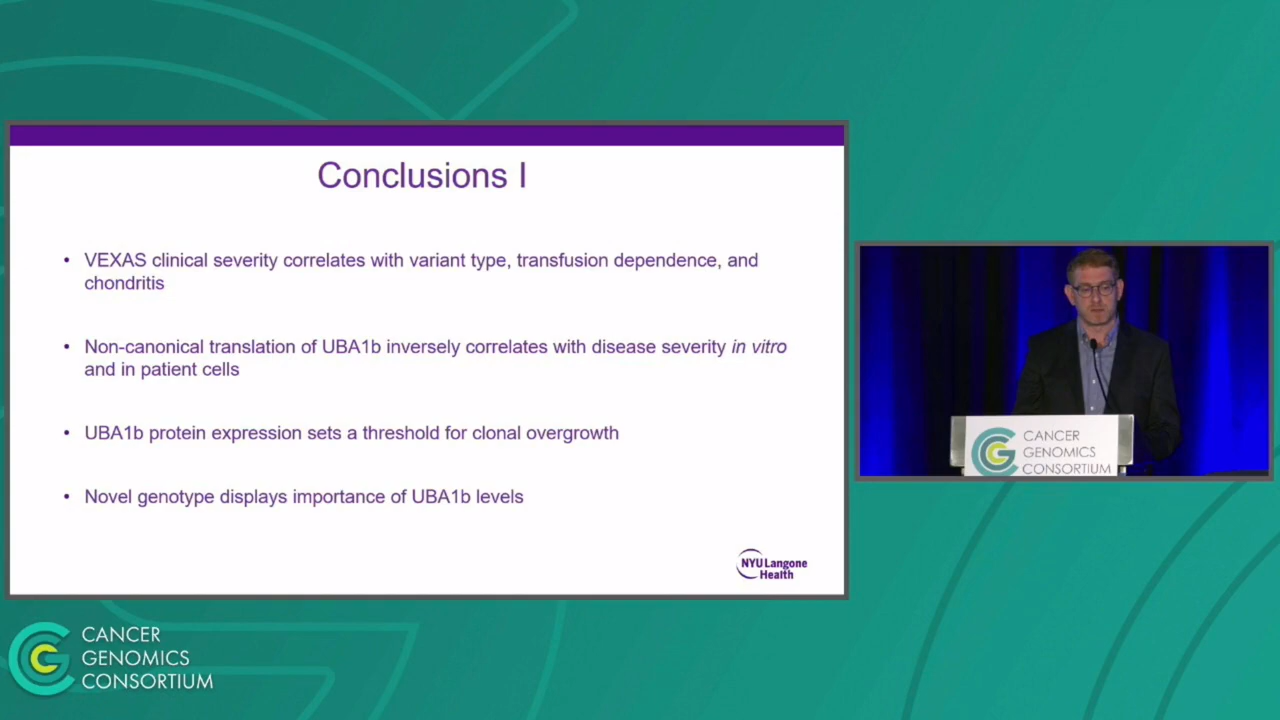 Conclusions I
• VEXAS clinical severity correlates with variant type, transfusion dependence, and
chondritis
• Non-canonical translation of UBA1b inversely correlates with disease severity in vitro
and in patient cells
• UBA1b protein expression sets a threshold for clonal overgrowth
• Novel genotype displays importance of UBA1b levels
NYU Langone
Health
CANCER
GENOMICS
CONSORTIUM
CANCER
GENOMICS
CONSORTIUM